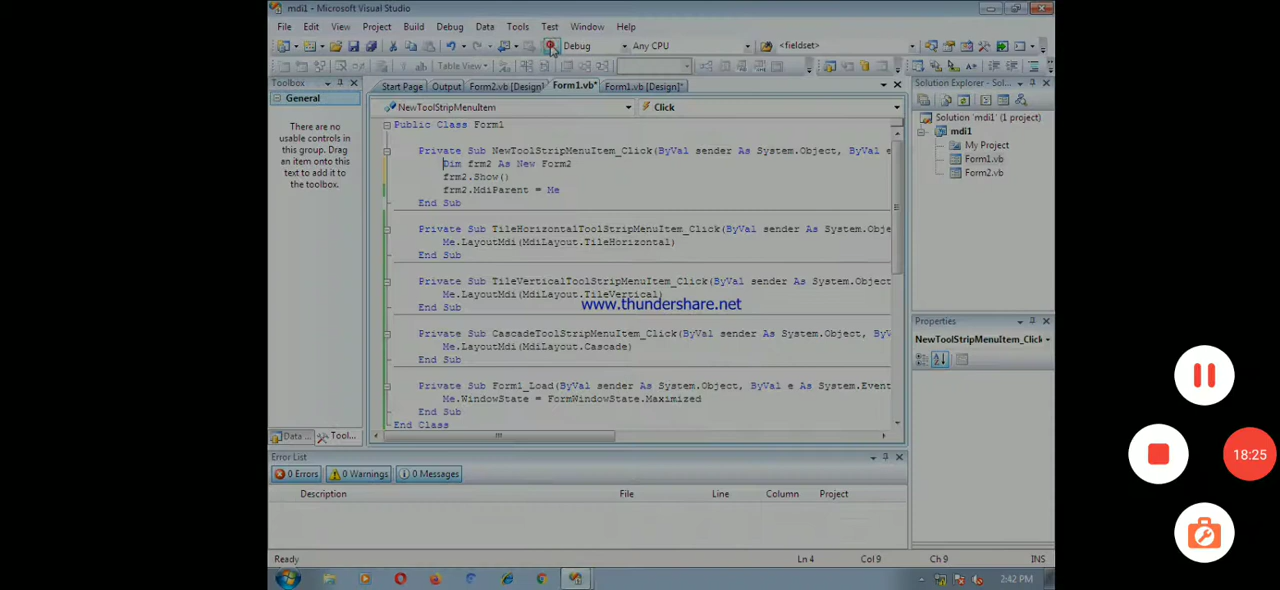 mdi1 - Microsoft Visual Studio
File Edit View Project Build Debug Data Tools Test Window Help
Debug Any CPU <fieldset>
Table View
Toolbox
General
There are
no usable controls in
this group. Drag
an item onto this
text to add it to
the toolbox.
Data ... Tool...
Start Page Output Form2.vb [Design] Form1.vb* Form1.vb [Design]*
NewToolStripMenuItem Click
Public Class Form1
Private Sub NewToolStripMenuItem_Click(ByVal sender As System.Object, ByVal e
Dim frm2 As New Form2
frm2.Show()
frm2.MdiParent = Me
End Sub
Private Sub TileHorizontalToolStripMenuItem_Click(ByVal sender As System.Obje
Me.LayoutMdi(MdiLayout.TileHorizontal)
End Sub
Private Sub TileVerticalToolStripMenuItem_Click(ByVal sender As System.Object
Me.LayoutMdi(MdiLayout.TileVertical)
www.thundershare.net
End Sub
Private Sub CascadeToolStripMenuItem_Click(ByVal sender As System.Object, ByV
Me.LayoutMdi(MdiLayout.Cascade)
End Sub
Private Sub Form1_Load(ByVal sender As System.Object, ByVal e As System.Event
Me.WindowState = FormWindowState.Maximized
End Sub
End Class
Solution Explorer - Sol...
Solution 'mdi1' (1 project)
mdi1
My Project
Form1.vb
Form2.vb
Properties
NewToolStripMenuItem_Click
Error List
0 Errors 0 Warnings 0 Messages
Description File Line Column Project
Ready Ln 4 Col 9 Ch 9 INS
2:42 PM
18:25